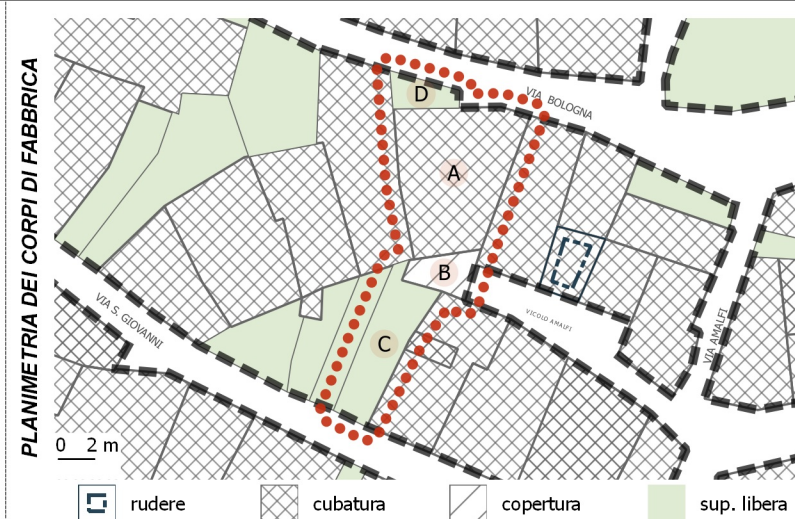 PLANIMETRIA DEI CORPI DI FABBRICA
VIA BOLOGNA
D
A
B
VIA S. GIOVANNI
VICOLO AMALFI
VIA AMALFI
C
0 2 m
rudere
cubatura
copertura
sup. libera